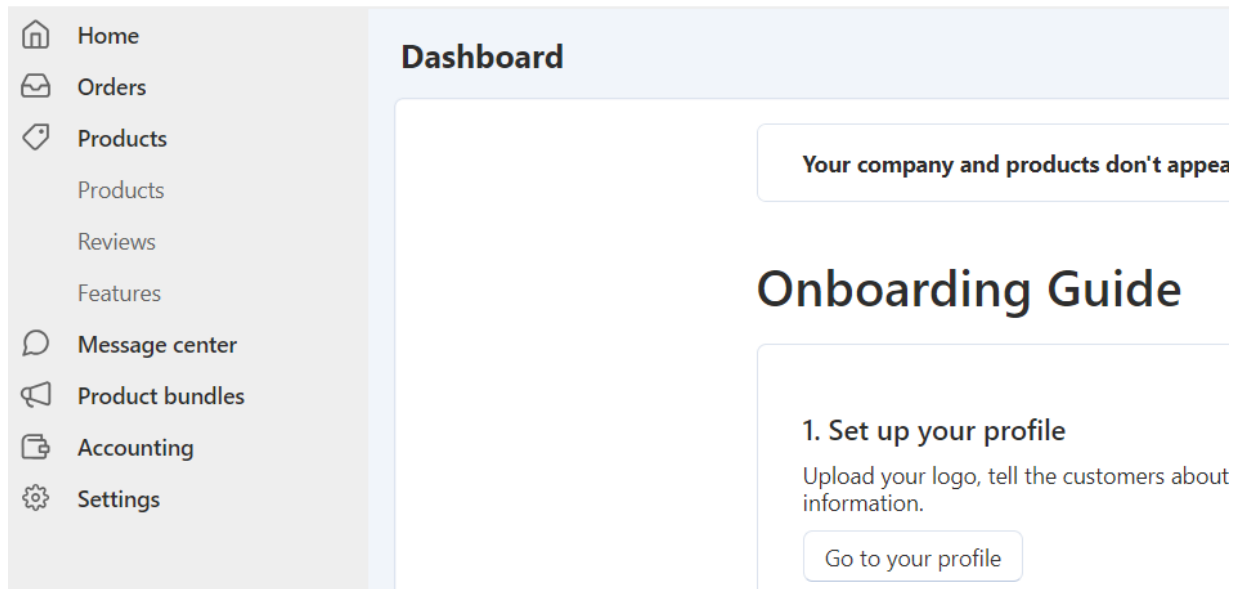 Home
Orders
Products
Products
Reviews
Features
Message center
Product bundles
Accounting
Settings
Dashboard
Your company and products don't
Onboarding Guide
1. Set up your profile
Upload your logo, tell the customers about
information.
Go to your profile